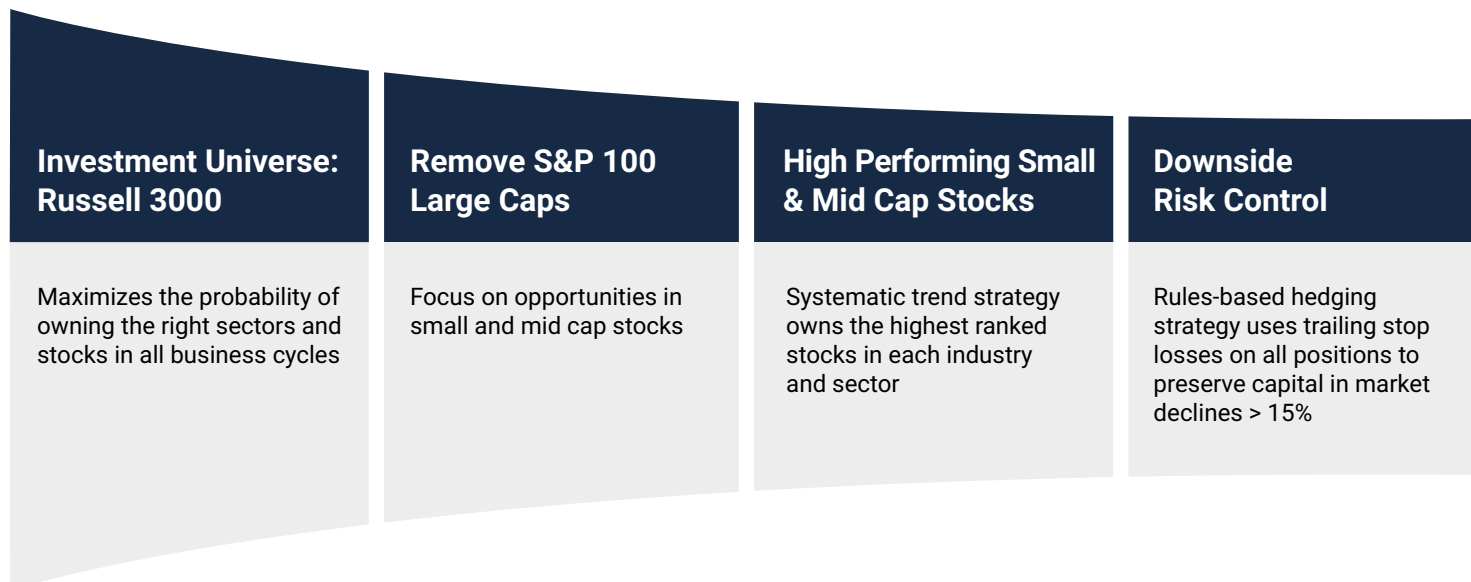 Investment Universe:
Russell 3000
Maximizes the probability of
owning the right sectors and
stocks in all business cycles
Remove S&P 100
Large Caps
Focus on opportunities in
small and mid cap stocks
High Performing Small
& Mid Cap Stocks
Systematic trend strategy
owns the highest ranked
stocks in each industry
and sector
Downside
Risk Control
Rules-based hedging
strategy uses trailing stop
losses on all positions to
preserve capital in market
declines > 15%